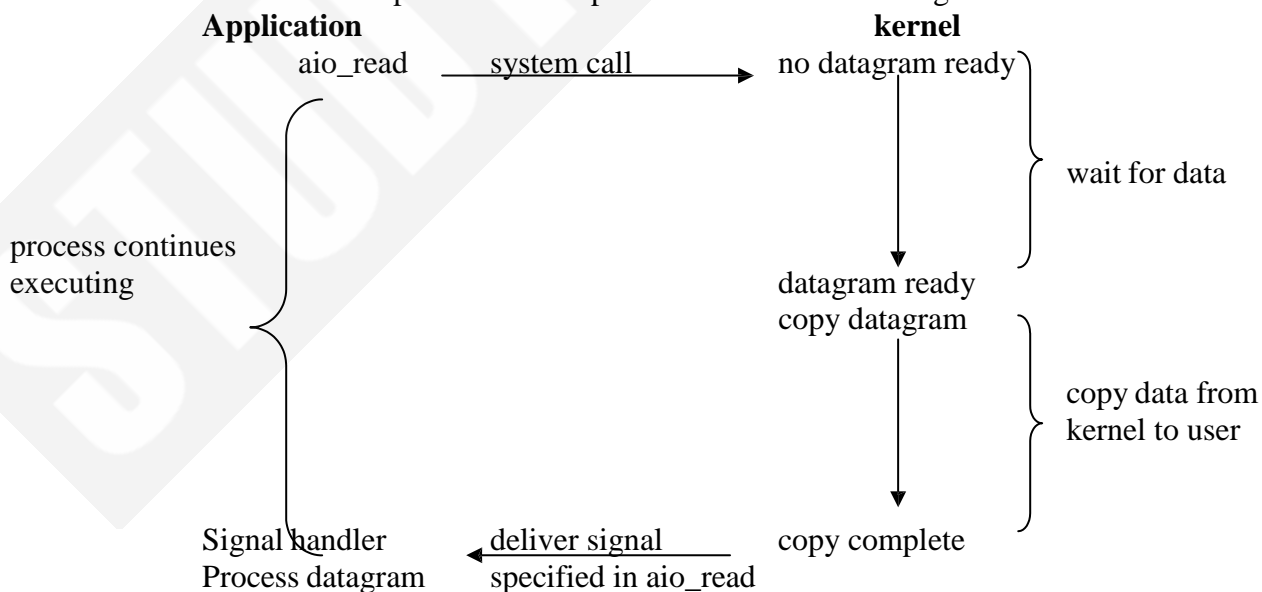 Application kernel
aio_read system call no datagram ready
wait for data
process continues
executing
datagram ready
copy datagram
copy data from
kernel to user
Signal handler deliver signal copy complete
Process datagram specified in aio_read